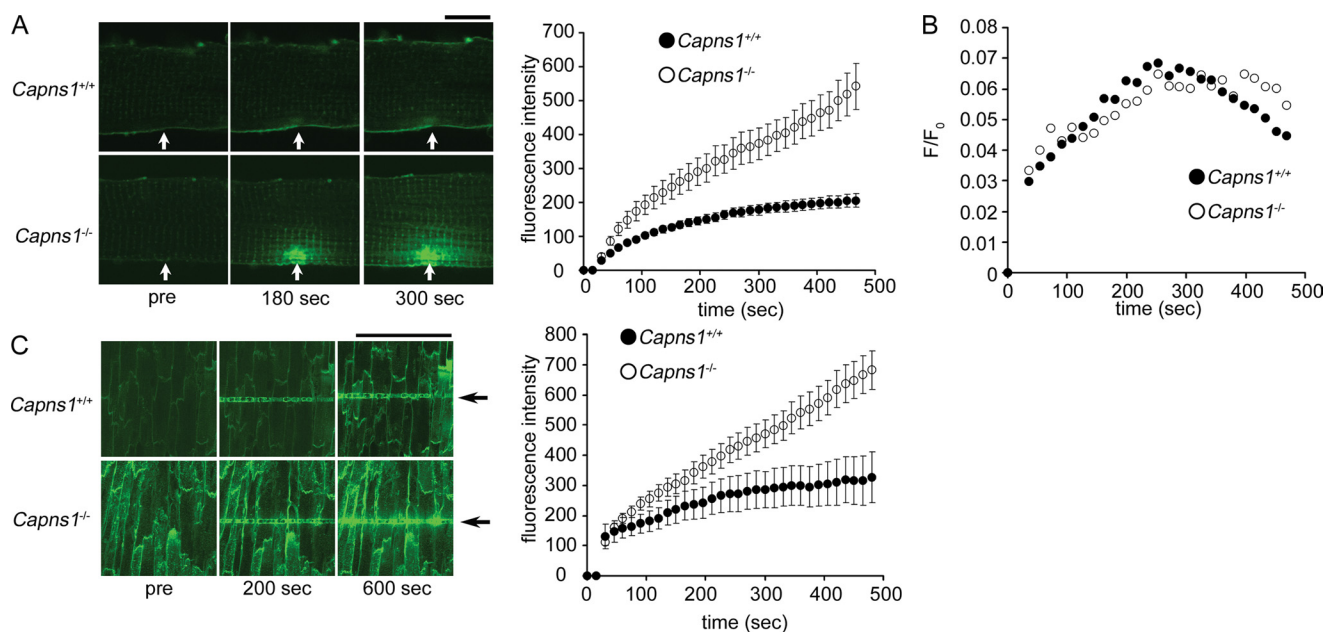 A
Capns1+/+
Capns1-/-
pre
180 sec
300 sec
fluorescence intensity
700
600
500
400
300
200
100
0
0
100
200
300
400
500
time (sec)
Capns1+/+
Capns1-/-
B
F/F0
0.08
0.07
0.06
0.05
0.04
0.03
0.02
0.01
0
0
100
200
300
400
500
time (sec)
Capns1+/+
Capns1-/-
C
Capns1+/+
Capns1-/-
pre
200 sec
600 sec
fluorescence intensity
800
700
600
500
400
300
200
100
0
0
100
200
300
400
500
time (sec)
Capns1+/+
Capns1-/-